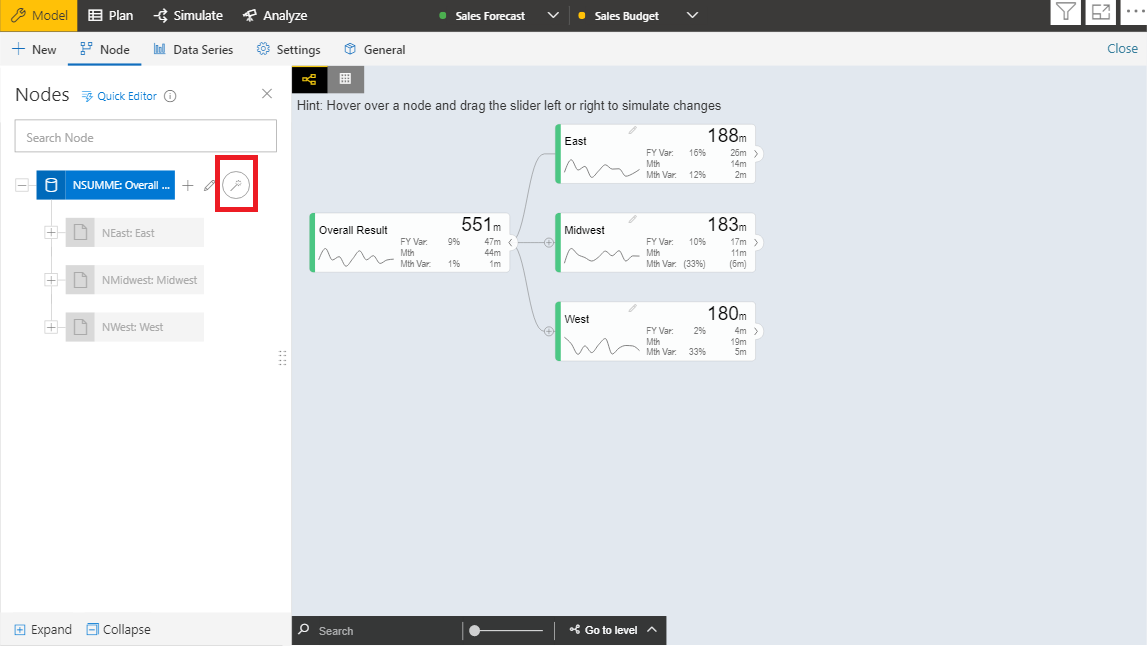 Model Plan Simulate Analyze Sales Forecast Sales Budget
New Node Data Series Settings General Close
Nodes Quick Editor
Search Node
NSUMME: Overall ...
NEast: East
NMidwest: Midwest
NWest: West
Expand Collapse
Hint: Hover over a node and drag the slider left or right to simulate changes
Overall Result 551m
FY Var: 9% 47m
Mth 44m
Mth Var: 1% 1m
East 188m
FY Var: 16% 26m
Mth 14m
Mth Var: 12% 2m
Midwest 183m
FY Var: 10% 17m
Mth 11m
Mth Var: (33%) (6m)
West 180m
FY Var: 2% 4m
Mth 19m
Mth Var: 33% 5m
Search Go to level